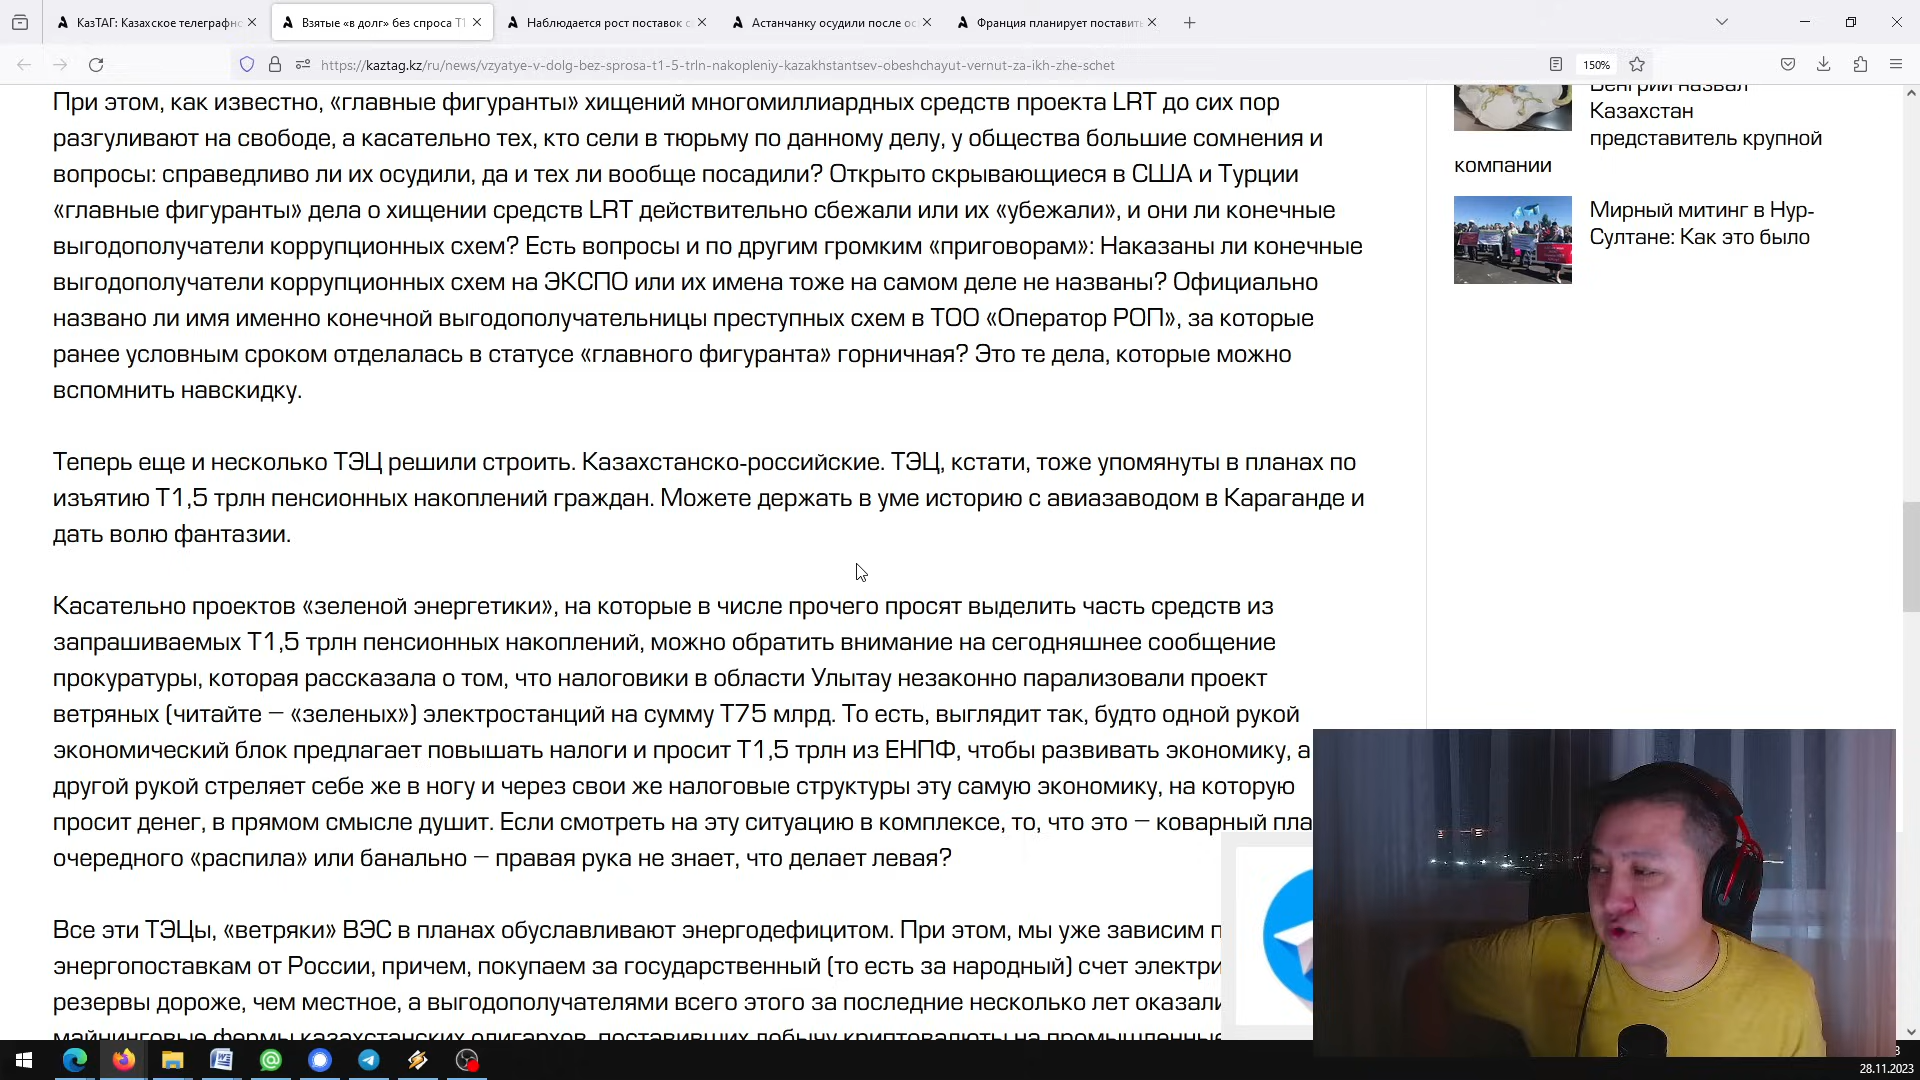 КазТАГ: Казахское телеграфн
Взятые «в долг» без спроса Т1
Наблюдается рост поставок с
Астанчанку осудили после ос
Франция планирует поставить
https://kaztag.kz/ru/news/vzyatye-v-dolg-bez-sprosa-t1-5-trln-nakopleniy-kazakhstantsev-obeshchayut-vernut-za-ikh-zhe-schet
150%
При этом, как известно, «главные фигуранты» хищений многомиллиардных средств проекта LRT до сих пор
разгуливают на свободе, а касательно тех, кто сели в тюрьму по данному делу, у общества большие сомнения и
вопросы: справедливо ли их осудили, да и тех ли вообще посадили? Открыто скрывающиеся в США и Турции
«главные фигуранты» дела о хищении средств LRT действительно сбежали или их «убежали», и они ли конечные
выгодополучатели коррупционных схем? Есть вопросы и по другим громким «приговорам»: Наказаны ли конечные
выгодополучатели коррупционных схем на ЭКСПО или их имена тоже на самом деле не названы? Официально
названо ли имя именно конечной выгодополучательницы преступных схем в ТОО «Оператор РОП», за которые
ранее условным сроком отделалась в статусе «главного фигуранта» горничная? Это те дела, которые можно
вспомнить навскидку.
Теперь еще и несколько ТЭЦ решили строить. Казахстанско-российские. ТЭЦ, кстати, тоже упомянуты в планах по
изъятию Т1,5 трлн пенсионных накоплений граждан. Можете держать в уме историю с авиазаводом в Караганде и
дать волю фантазии.
Касательно проектов «зеленой энергетики», на которые в числе прочего просят выделить часть средств из
запрашиваемых Т1,5 трлн пенсионных накоплений, можно обратить внимание на сегодняшнее сообщение
прокуратуры, которая рассказала о том, что налоговики в области Улытау незаконно парализовали проект
ветряных (читайте – «зеленых») электростанций на сумму Т75 млрд. То есть, выглядит так, будто одной рукой
экономический блок предлагает повышать налоги и просит Т1,5 трлн из ЕНПФ, чтобы развивать экономику, а
другой рукой стреляет себе же в ногу и через свои же налоговые структуры эту самую экономику, на которую
просит денег, в прямом смысле душит. Если смотреть на эту ситуацию в комплексе, то, что это – коварный пла
очередного «распила» или банально – правая рука не знает, что делает левая?
Все эти ТЭЦы, «ветряки» ВЭС в планах обуславливают энергодефицитом. При этом, мы уже зависим п
энергопоставкам от России, причем, покупаем за государственный (то есть за народный) счет электри
резервы дороже, чем местное, а выгодополучателями всего этого за последние несколько лет оказали
майнинговые фермы казахстанских олигархов, поставивших добычу криптовалюты на промышленные
Венгрии назвал
Казахстан
представитель крупной
компании
Мирный митинг в Нур-
Султане: Как это было
28.11.2023